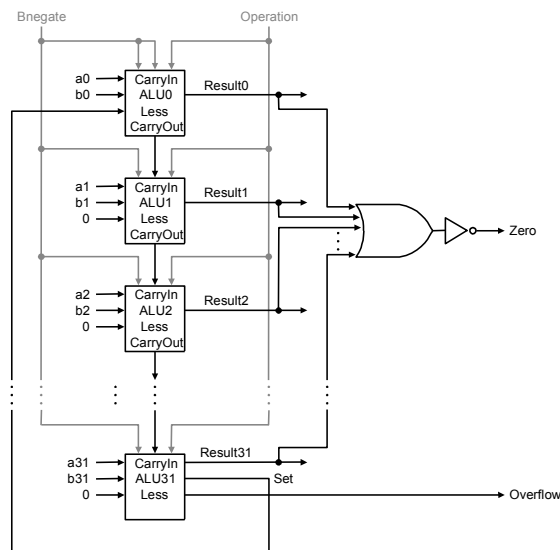 Bnegate Operation
a0 CarryIn Result0
b0 ALU0
Less
CarryOut
a1 CarryIn Result1
b1 ALU1
0 Less
CarryOut
Zero
a2 CarryIn Result2
b2 ALU2
0 Less
CarryOut
Result31
a31 CarryIn
b31 ALU31 Set
0 Less Overflow